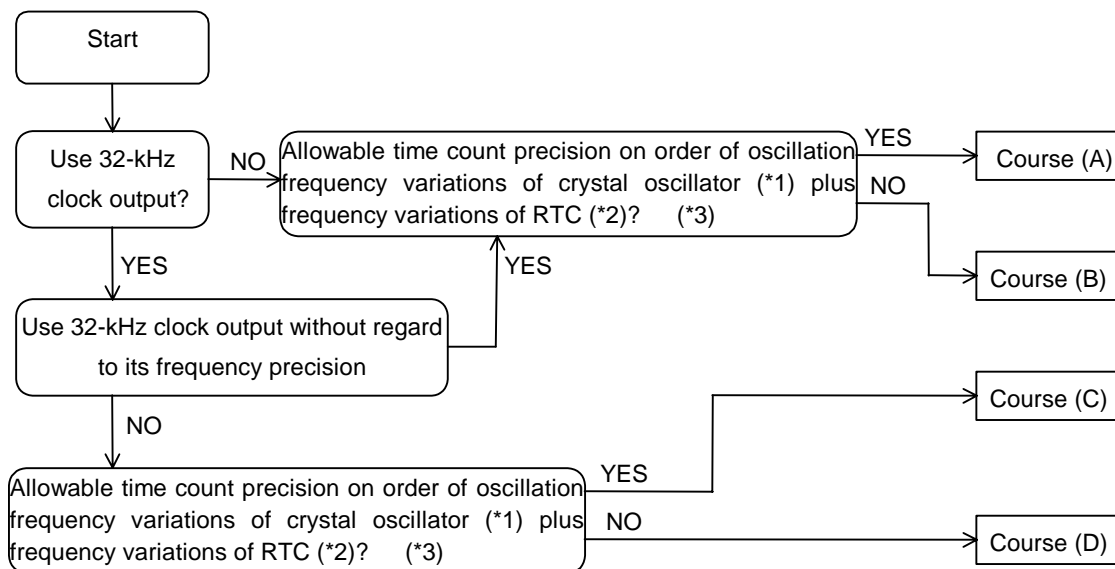 Start
Use 32-kHz
clock output?
NO
Allowable time count precision on order of oscillation
frequency variations of crystal oscillator (*1) plus
frequency variations of RTC (*2)? (*3)
YES
Course (A)
NO
Course (B)
YES
YES
Use 32-kHz clock output without regard
to its frequency precision
Course (C)
NO
Allowable time count precision on order of oscillation
frequency variations of crystal oscillator (*1) plus
frequency variations of RTC (*2)? (*3)
YES
NO
Course (D)